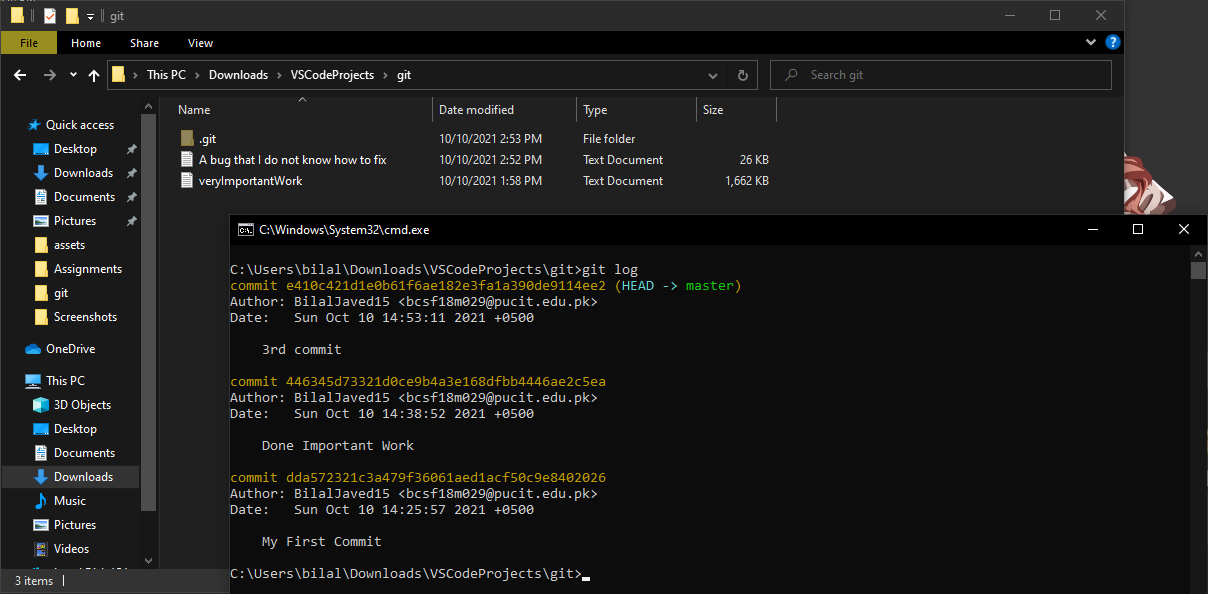 git
File Home Share View
This PC Downloads VSCodeProjects git Search git
Name Date modified Type Size
.git 10/10/2021 2:53 PM File folder
A bug that I do not know how to fix 10/10/2021 2:52 PM Text Document 26 KB
veryImportantWork 10/10/2021 1:58 PM Text Document 1,662 KB
Quick access
Desktop
Downloads
Documents
Pictures
assets
Assignments
git
Screenshots
OneDrive
This PC
3D Objects
Desktop
Documents
Downloads
Music
Pictures
Videos
3 items
C:\Windows\System32\cmd.exe
C:\Users\bilal\Downloads\VSCodeProjects\git>git log
commit e410c421d1e0b61f6ae182e3fa1a390de9114ee2 (HEAD -> master)
Author: BilalJaved15 <bcsf18m029@pucit.edu.pk>
Date:   Sun Oct 10 14:53:11 2021 +0500
3rd commit
commit 446345d73321d0ce9b4a3e168dfbb4446ae2c5ea
Author: BilalJaved15 <bcsf18m029@pucit.edu.pk>
Date:   Sun Oct 10 14:38:52 2021 +0500
Done Important Work
commit dda572321c3a479f36061aed1acf50c9e8402026
Author: BilalJaved15 <bcsf18m029@pucit.edu.pk>
Date:   Sun Oct 10 14:25:57 2021 +0500
My First Commit
C:\Users\bilal\Downloads\VSCodeProjects\git>